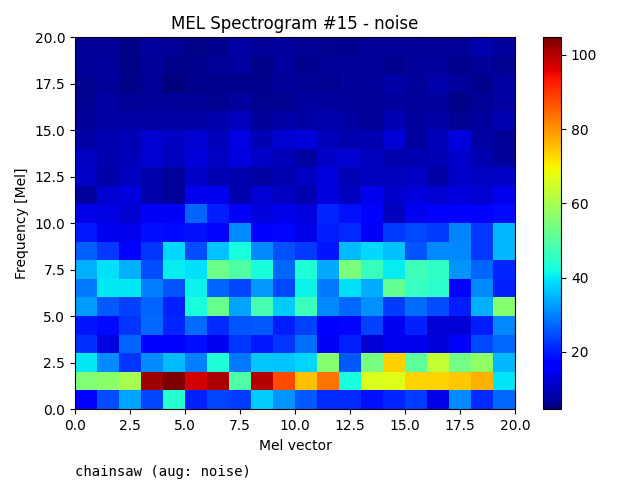 MEL Spectrogram #15 - noise
20.0
17.5
15.0
12.5
10.0
7.5
5.0
2.5
0.0
Frequency [Mel]
0.0 2.5 5.0 7.5 10.0 12.5 15.0 17.5 20.0
Mel vector
100
80
60
40
20
chainsaw (aug: noise)